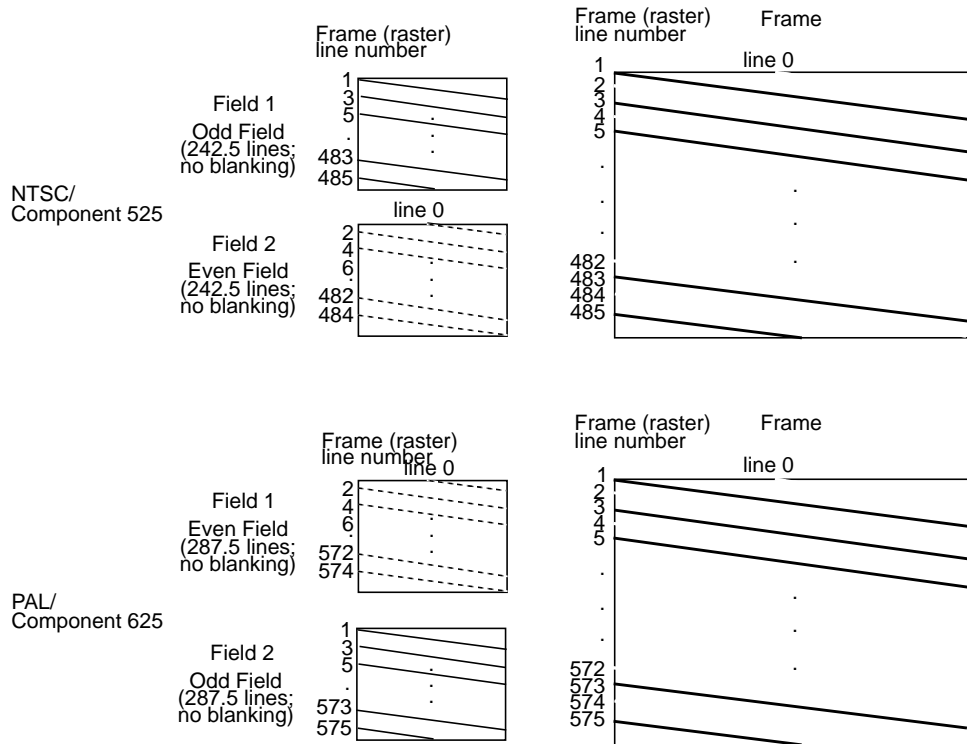 Frame (raster)
line number
1
3
5
.
483
485
Field 1
Odd Field
(242.5 lines;
no blanking)
NTSC/
Component 525
line 0
2
4
6
.
482
484
Field 2
Even Field
(242.5 lines;
no blanking)
Frame (raster)
line number
Frame
line 0
1
2
3
4
5
.
.
.
482
483
484
485
Frame (raster)
line number
line 0
2
4
6
.
572
574
Field 1
Even Field
(287.5 lines;
no blanking)
PAL/
Component 625
1
3
5
.
573
575
Field 2
Odd Field
(287.5 lines;
no blanking)
Frame (raster)
line number
Frame
line 0
1
2
3
4
5
.
.
.
572
573
574
575